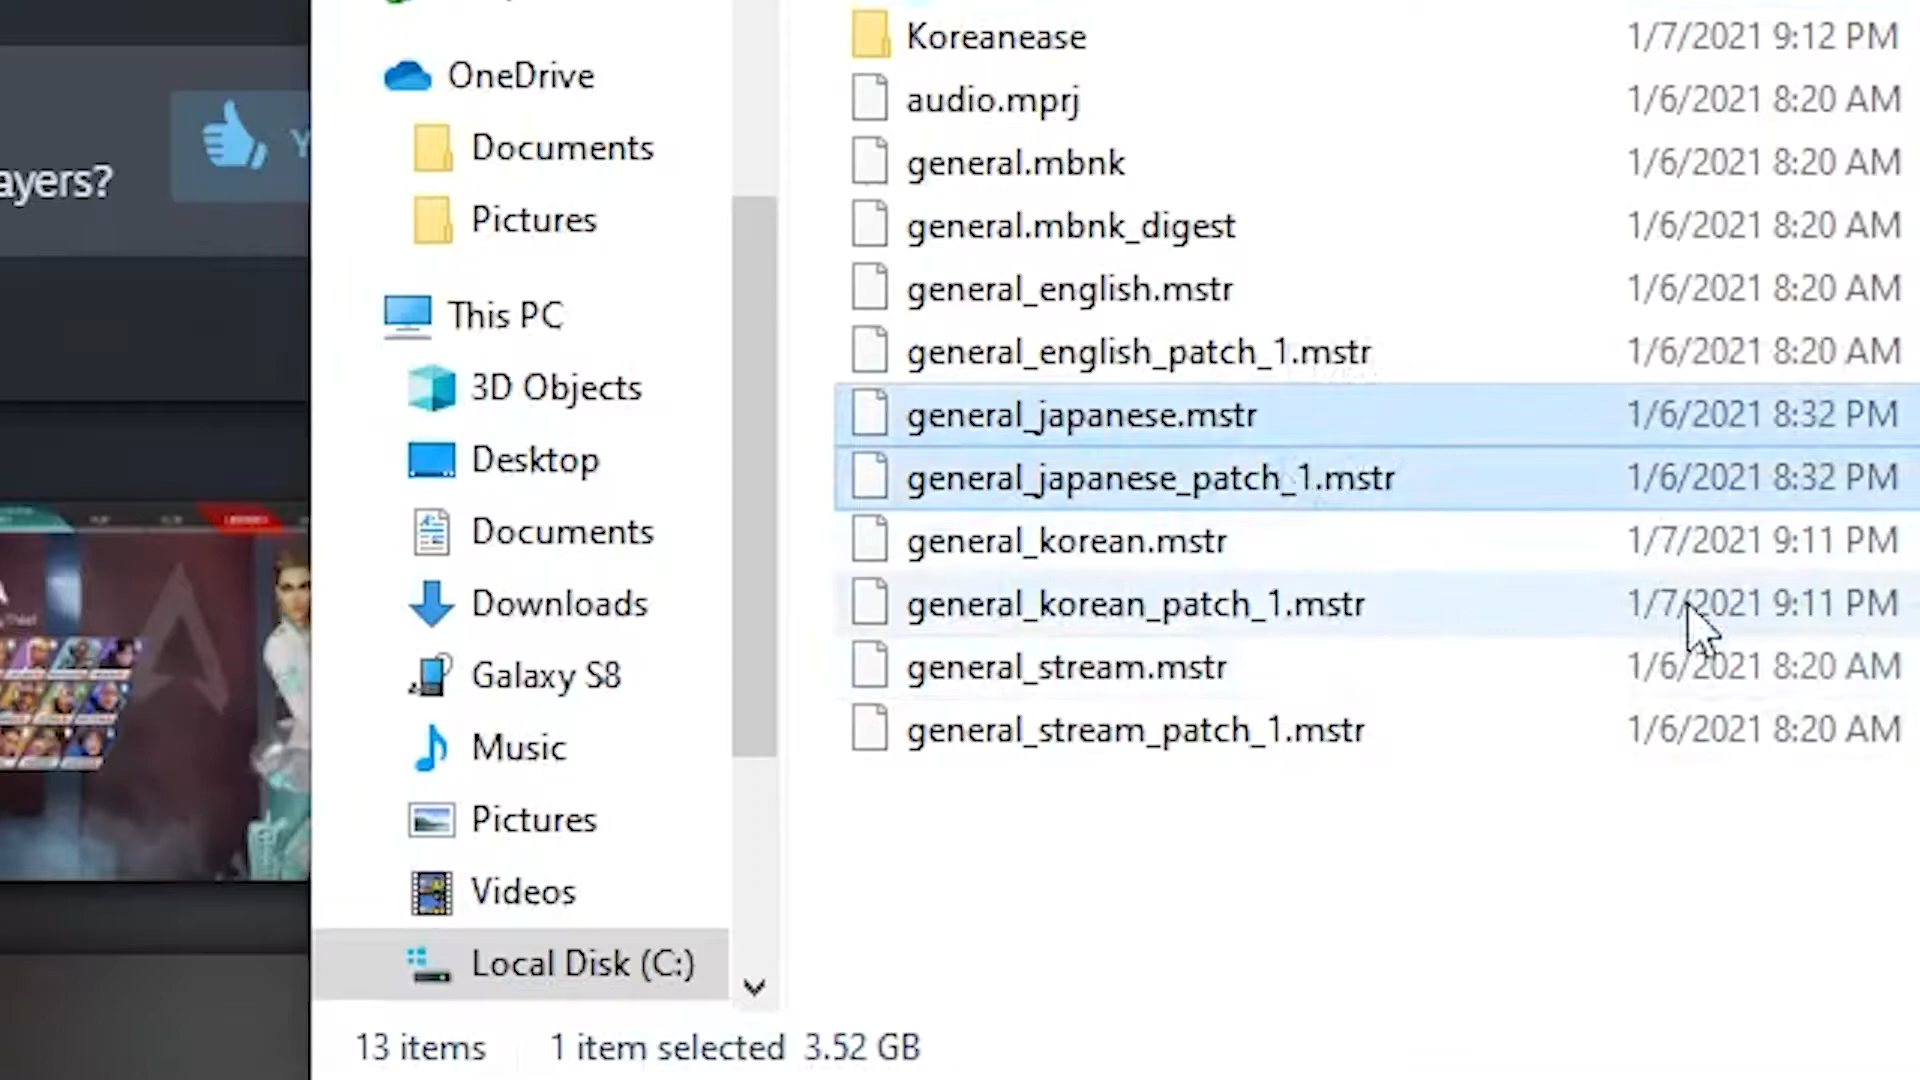 ayers?
Y
OneDrive
Documents
Pictures
This PC
3D Objects
Desktop
Documents
Downloads
Galaxy S8
Music
Pictures
Videos
Local Disk (C:)
Koreanease 1/7/2021 9:12 PM
audio.mprj 1/6/2021 8:20 AM
general.mbnk 1/6/2021 8:20 AM
general.mbnk_digest 1/6/2021 8:20 AM
general_english.mstr 1/6/2021 8:20 AM
general_english_patch_1.mstr 1/6/2021 8:20 AM
general_japanese.mstr 1/6/2021 8:32 PM
general_japanese_patch_1.mstr 1/6/2021 8:32 PM
general_korean.mstr 1/7/2021 9:11 PM
general_korean_patch_1.mstr 1/7/2021 9:11 PM
general_stream.mstr 1/6/2021 8:20 AM
general_stream_patch_1.mstr 1/6/2021 8:20 AM
13 items 1 item selected 3.52 GB